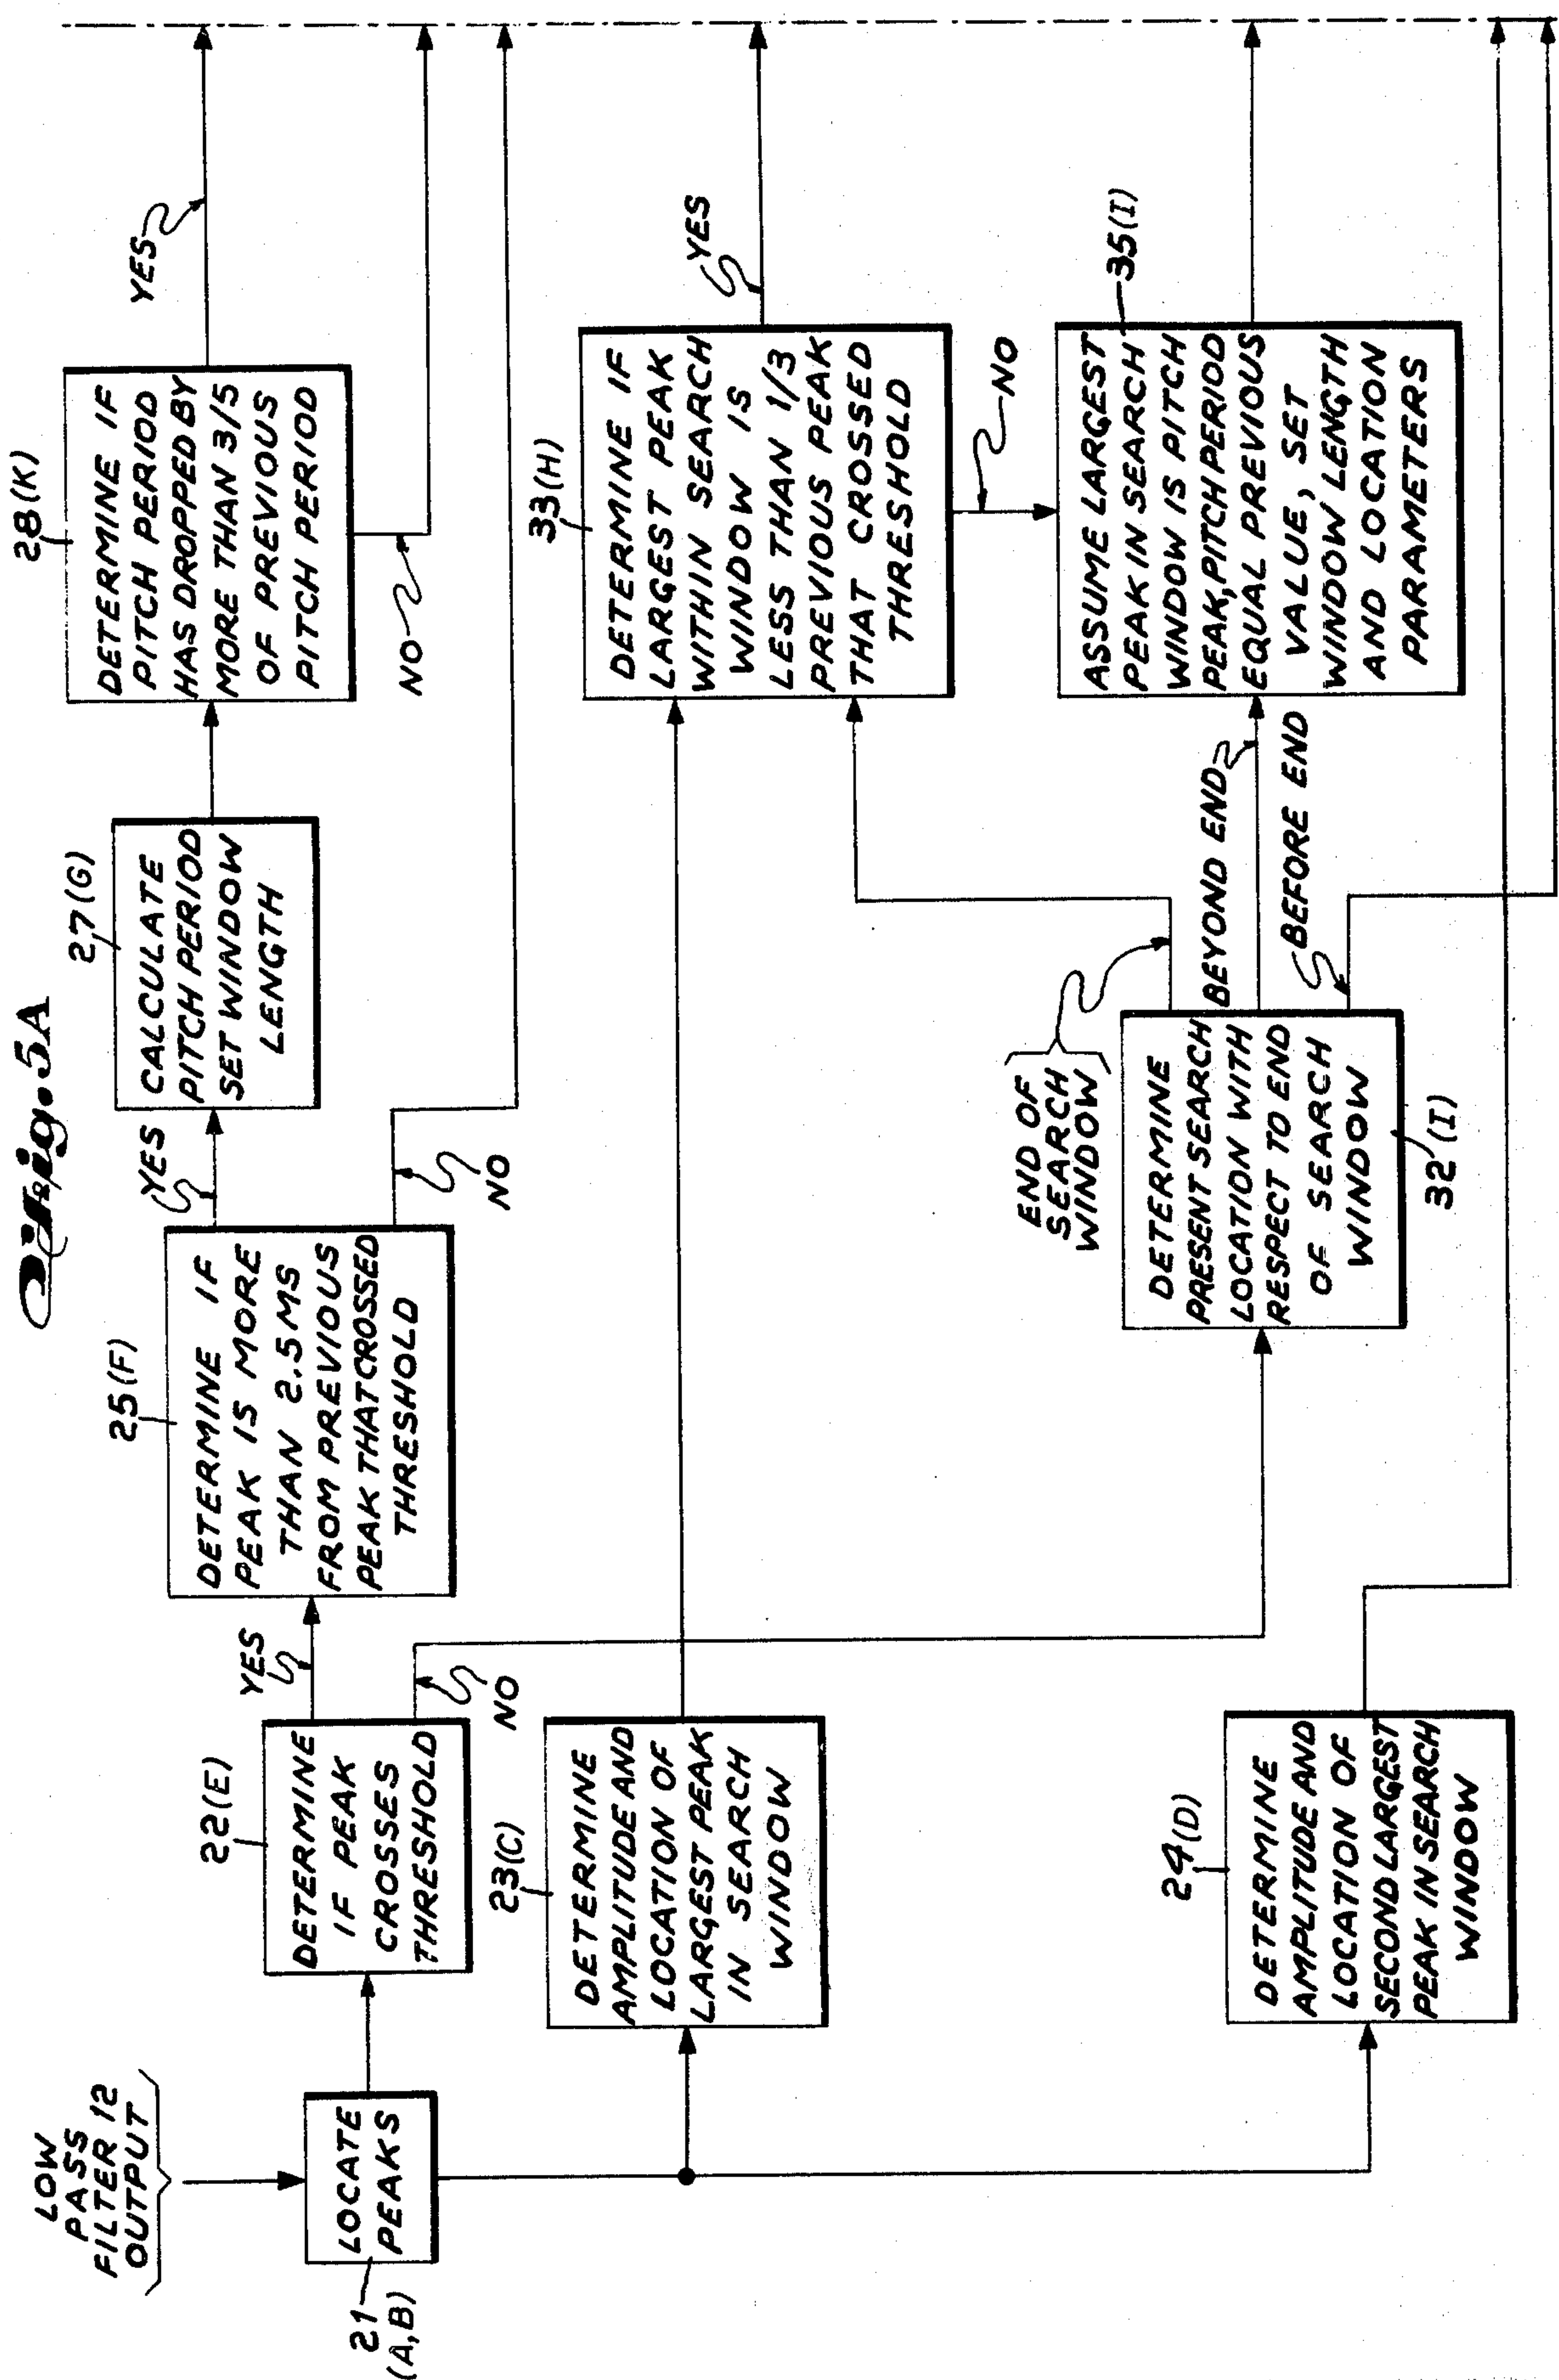 Fig. 5A
LOW
PASS
FILTER 12
OUTPUT
LOCATE
PEAKS
21
(A,B)
22(E)
DETERMINE
IF PEAK
CROSSES
THRESHOLD
YES
NO
23(C)
DETERMINE
AMPLITUDE AND
LOCATION OF
LARGEST PEAK
IN SEARCH
WINDOW
24(D)
DETERMINE
AMPLITUDE AND
LOCATION OF
SECOND LARGEST
PEAK IN SEARCH
WINDOW
25(F)
DETERMINE IF
PEAK IS MORE
THAN 2.5MS
FROM PREVIOUS
PEAK THAT CROSSED
THRESHOLD
YES
NO
27(G)
CALCULATE
PITCH PERIOD
SET WINDOW
LENGTH
28(K)
DETERMINE IF
PITCH PERIOD
HAS DROPPED BY
MORE THAN 3/5
OF PREVIOUS
PITCH PERIOD
YES
NO
END OF
SEARCH
WINDOW
DETERMINE
PRESENT SEARCH
LOCATION WITH
RESPECT TO END
OF SEARCH
WINDOW
32(I)
BEYOND END
BEFORE END
33(H)
DETERMINE IF
LARGEST PEAK
WITHIN SEARCH
WINDOW IS
LESS THAN 1/3
PREVIOUS PEAK
THAT CROSSED
THRESHOLD
YES
NO
35(I)
ASSUME LARGEST
PEAK IN SEARCH
WINDOW IS PITCH
PEAK, PITCH PERIOD
EQUAL PREVIOUS
VALUE, SET
WINDOW LENGTH
AND LOCATION
PARAMETERS